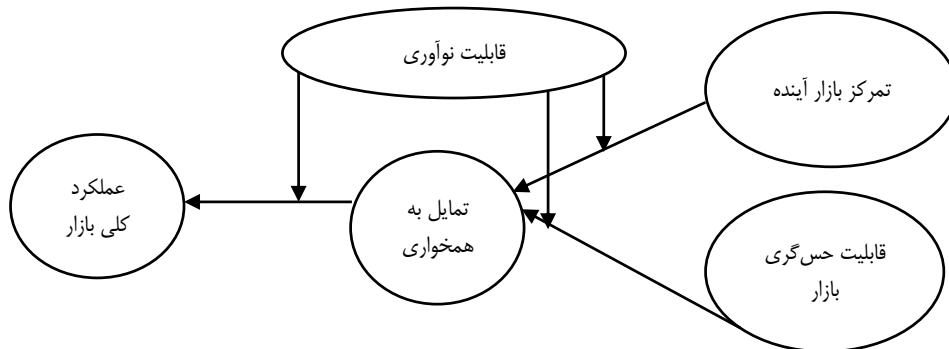 قابلیت نوآوری
تمرکز بازار آینده
عملکرد
کلی بازار
تمایل به
همخواری
قابلیت حس‌گری
بازار